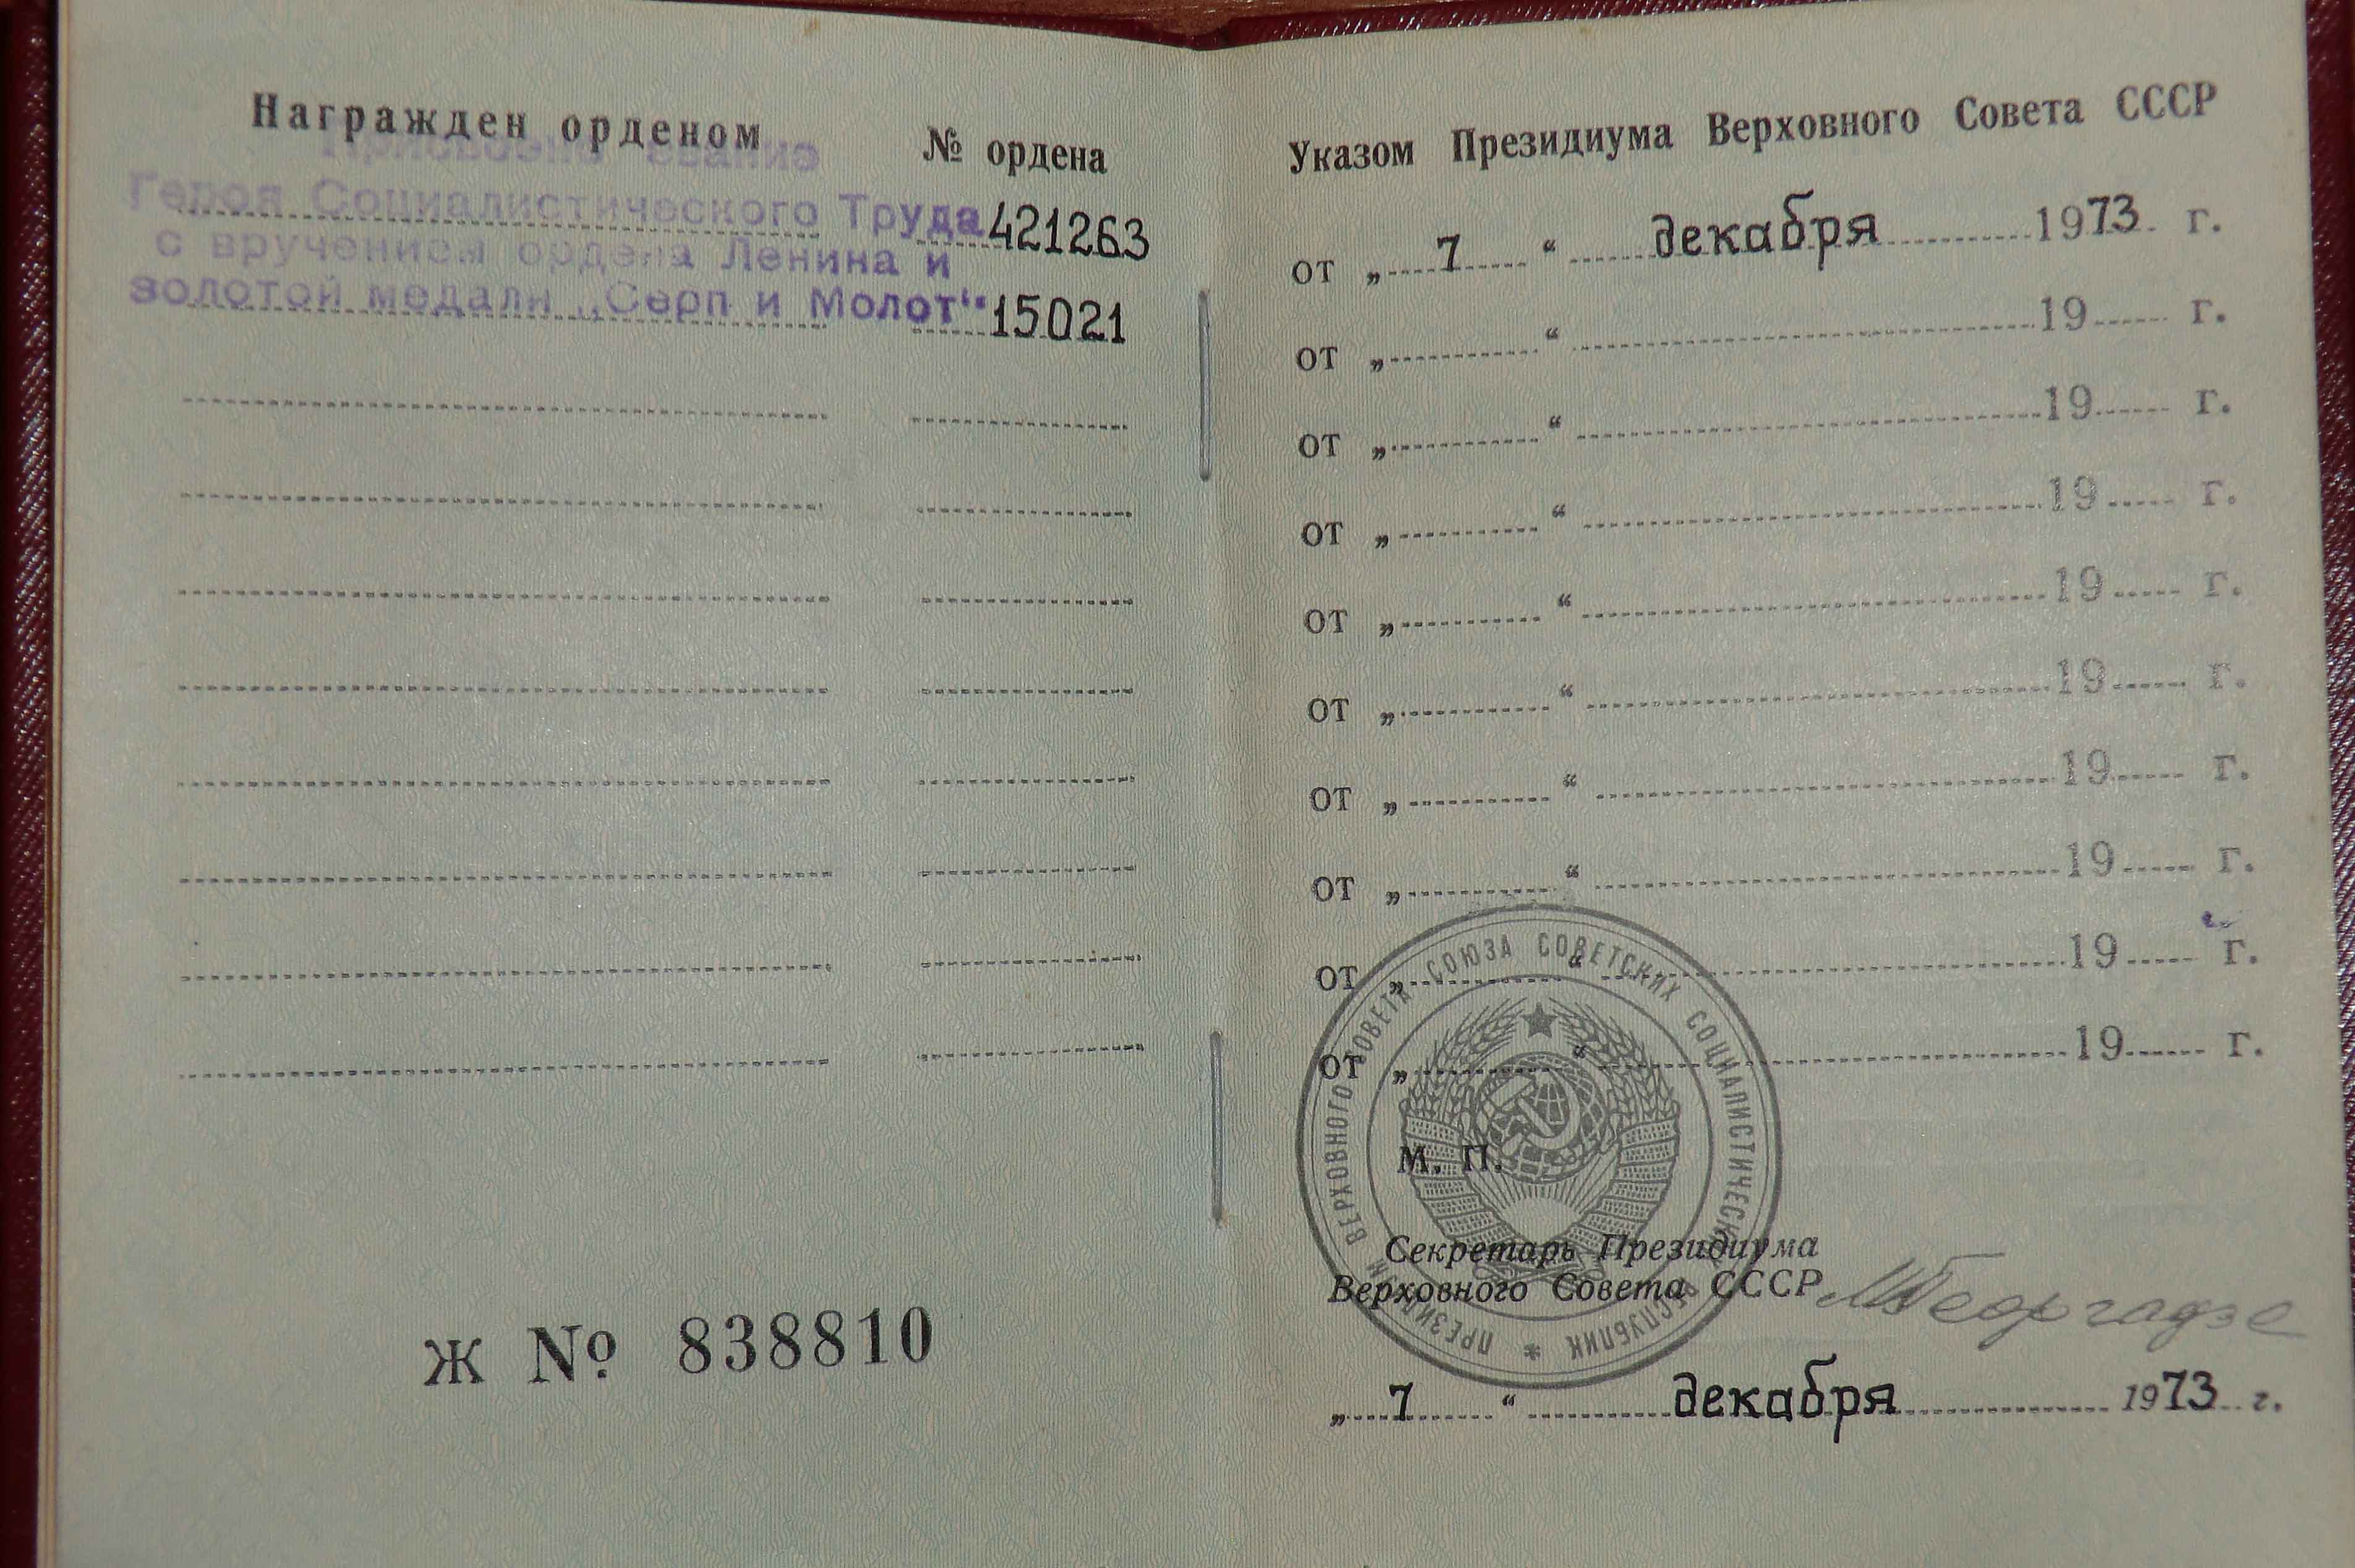 Награжден орденом № ордена
Присвоено звание
Героя Социалистического Труда 421263
с вручением ордена Ленина и
золотой медали „Серп и Молот“ 15021
Ж № 838810
Указом Президиума Верховного Совета СССР
от „ 7 “ декабря 1973 г.
от „ “ 19 г.
от „ “ 19 г.
от „ “ 19 г.
от „ “ 19 г.
от „ “ 19 г.
от „ “ 19 г.
от „ “ 19 г.
от „ “ 19 г.
от „ “ 19 г.
ПРЕЗИДИУМ ВЕРХОВНОГО СОВЕТА СОЮЗА СОВЕТСКИХ СОЦИАЛИСТИЧЕСКИХ РЕСПУБЛИК *
М. П.
Секретарь Президиума
Верховного Совета СССР МГеоргадзе
„ 7 “ декабря 1973 г.